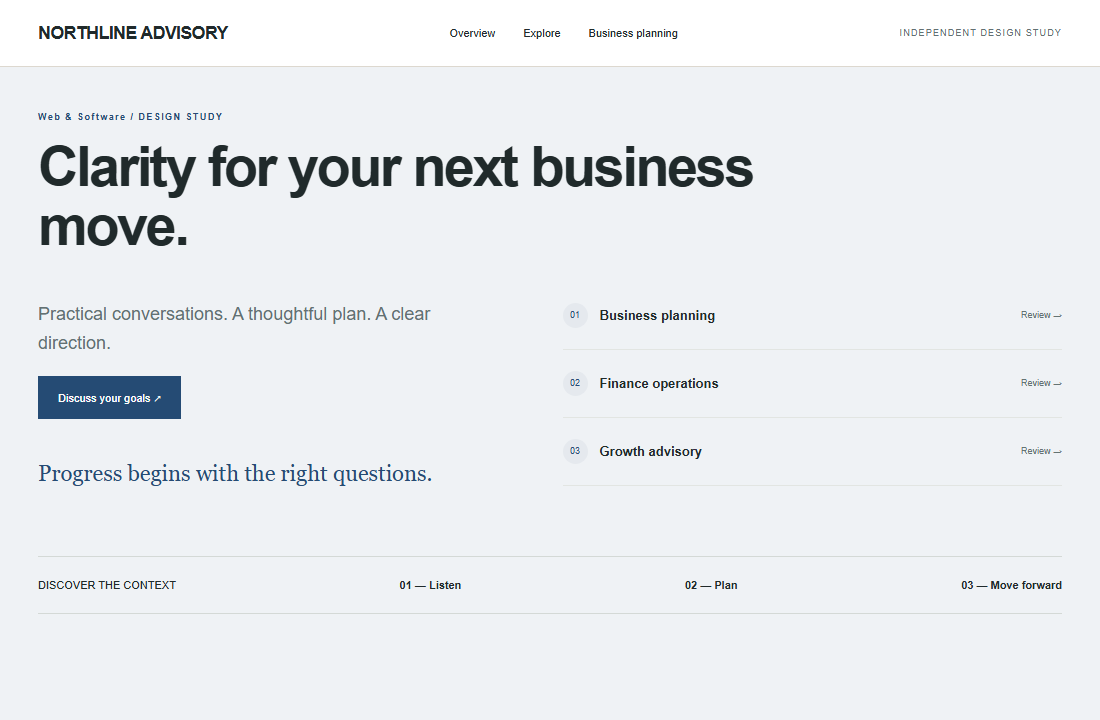 NORTHLINE ADVISORY
Overview
Explore
Business planning
INDEPENDENT DESIGN STUDY
Web & Software / DESIGN STUDY
Clarity for your next business
move.
Practical conversations. A thoughtful plan. A clear
direction.
Discuss your goals ↗
Progress begins with the right questions.
01 Business planning Review →
02 Finance operations Review →
03 Growth advisory Review →
DISCOVER THE CONTEXT
01 — Listen
02 — Plan
03 — Move forward